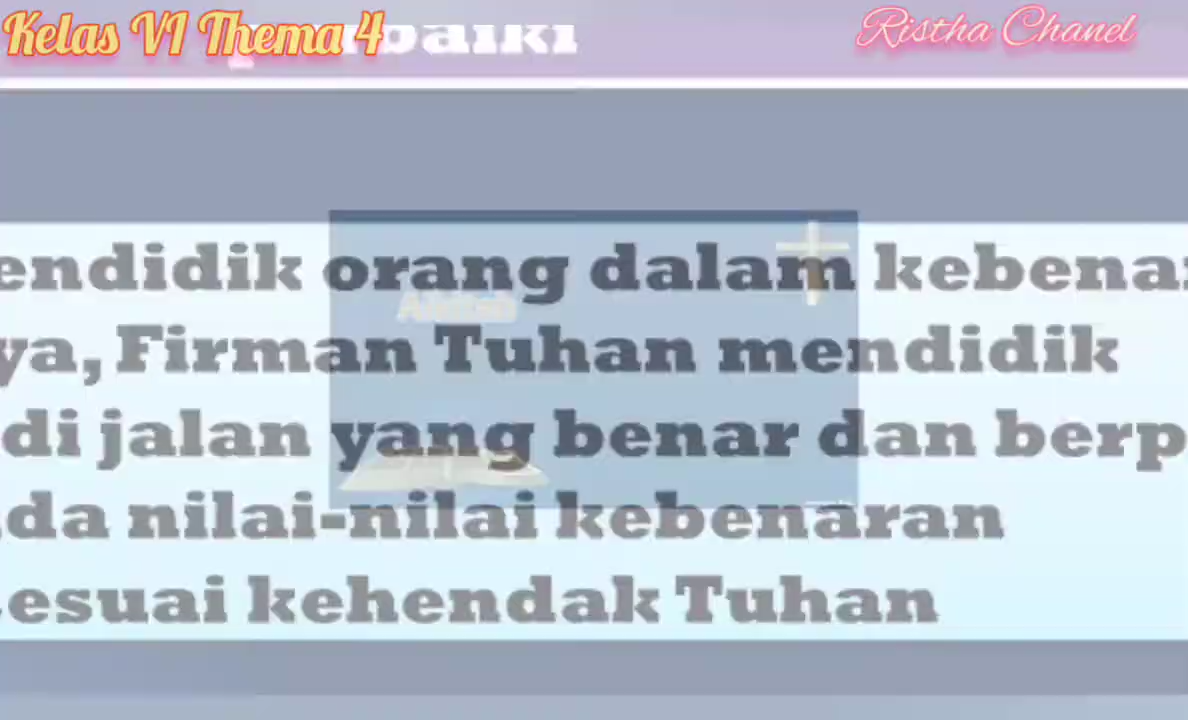 Kelas VI Thema 4
Ristha Chanel
endidik orang dalam kebena
ya, Firman Tuhan mendidik
di jalan yang benar dan berp
da nilai-nilai kebenaran
esuai kehendak Tuhan